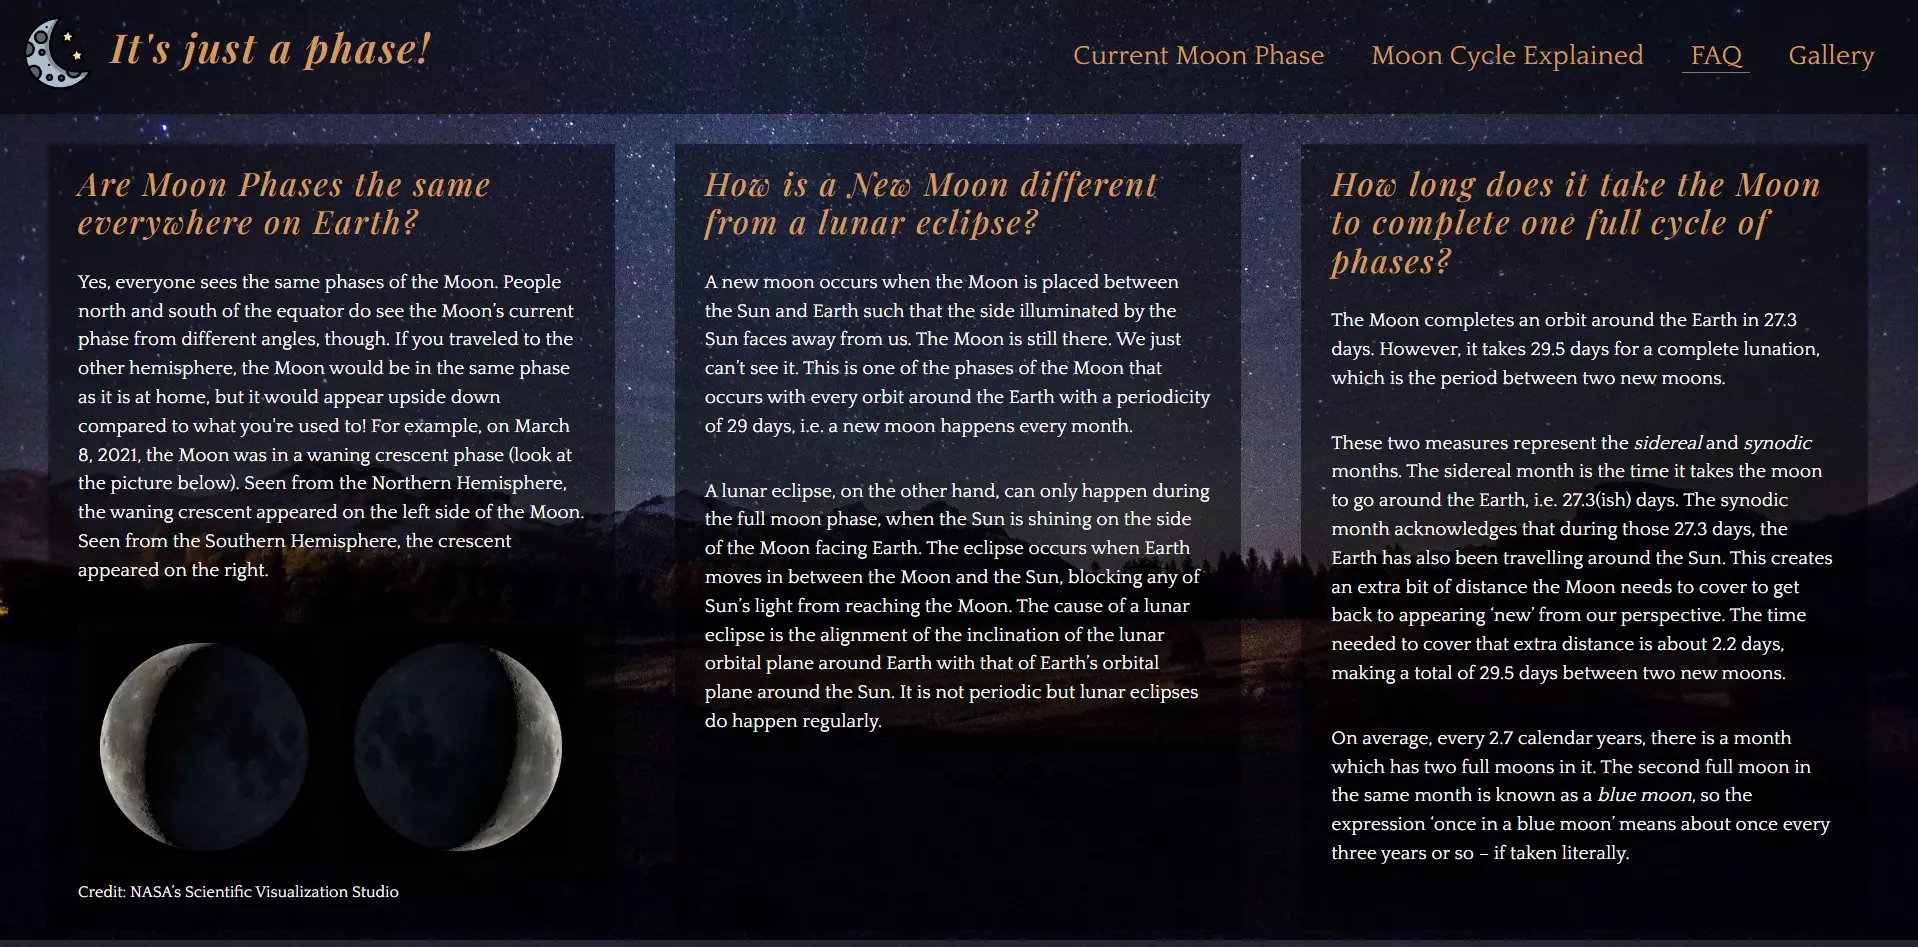 It's just a phase!
Current Moon Phase
Moon Cycle Explained
FAQ
Gallery
Are Moon Phases the same
everywhere on Earth?
Yes, everyone sees the same phases of the Moon. People
north and south of the equator do see the Moon’s current
phase from different angles, though. If you traveled to the
other hemisphere, the Moon would be in the same phase
as it is at home, but it would appear upside down
compared to what you're used to! For example, on March
8, 2021, the Moon was in a waning crescent phase (look at
the picture below). Seen from the Northern Hemisphere,
the waning crescent appeared on the left side of the Moon.
Seen from the Southern Hemisphere, the crescent
appeared on the right.
Credit: NASA’s Scientific Visualization Studio
How is a New Moon different
from a lunar eclipse?
A new moon occurs when the Moon is placed between
the Sun and Earth such that the side illuminated by the
Sun faces away from us. The Moon is still there. We just
can’t see it. This is one of the phases of the Moon that
occurs with every orbit around the Earth with a periodicity
of 29 days, i.e. a new moon happens every month.
A lunar eclipse, on the other hand, can only happen during
the full moon phase, when the Sun is shining on the side
of the Moon facing Earth. The eclipse occurs when Earth
moves in between the Moon and the Sun, blocking any of
Sun’s light from reaching the Moon. The cause of a lunar
eclipse is the alignment of the inclination of the lunar
orbital plane around Earth with that of Earth’s orbital
plane around the Sun. It is not periodic but lunar eclipses
do happen regularly.
How long does it take the Moon
to complete one full cycle of
phases?
The Moon completes an orbit around the Earth in 27.3
days. However, it takes 29.5 days for a complete lunation,
which is the period between two new moons.
These two measures represent the sidereal and synodic
months. The sidereal month is the time it takes the moon
to go around the Earth, i.e. 27.3(ish) days. The synodic
month acknowledges that during those 27.3 days, the
Earth has also been travelling around the Sun. This creates
an extra bit of distance the Moon needs to cover to get
back to appearing ‘new’ from our perspective. The time
needed to cover that extra distance is about 2.2 days,
making a total of 29.5 days between two new moons.
On average, every 2.7 calendar years, there is a month
which has two full moons in it. The second full moon in
the same month is known as a blue moon, so the
expression ‘once in a blue moon’ means about once every
three years or so – if taken literally.